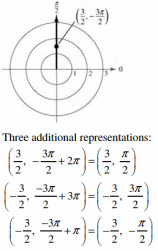 π/2
(3/2, -3π/2)
1 2 3 0
Three additional representations:
(3/2, -3π/2 + 2π) = (3/2, π/2)
(-3/2, -3π/2 + 3π) = (-3/2, 3π/2)
(-3/2, -3π/2 + π) = (-3/2, -π/2)